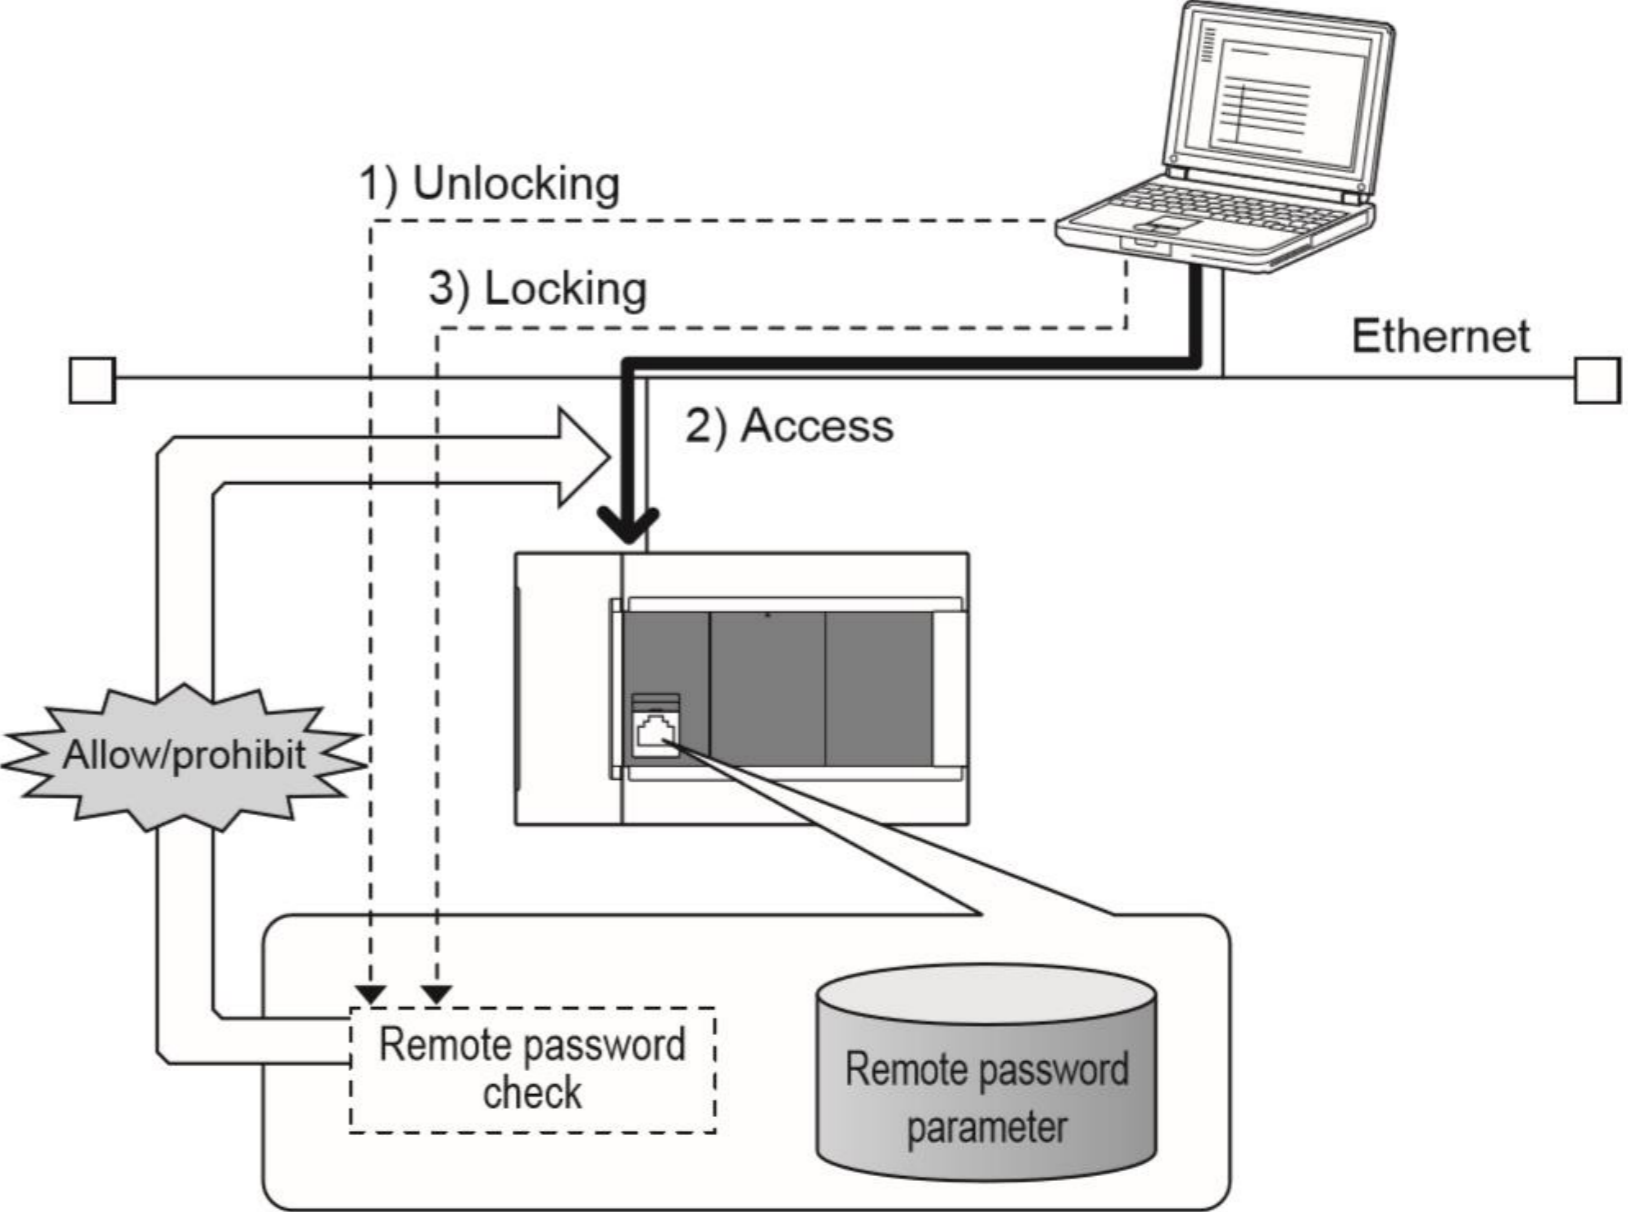 1) Unlocking
3) Locking
Ethernet
2) Access
Allow/prohibit
Remote password
check
Remote password
parameter